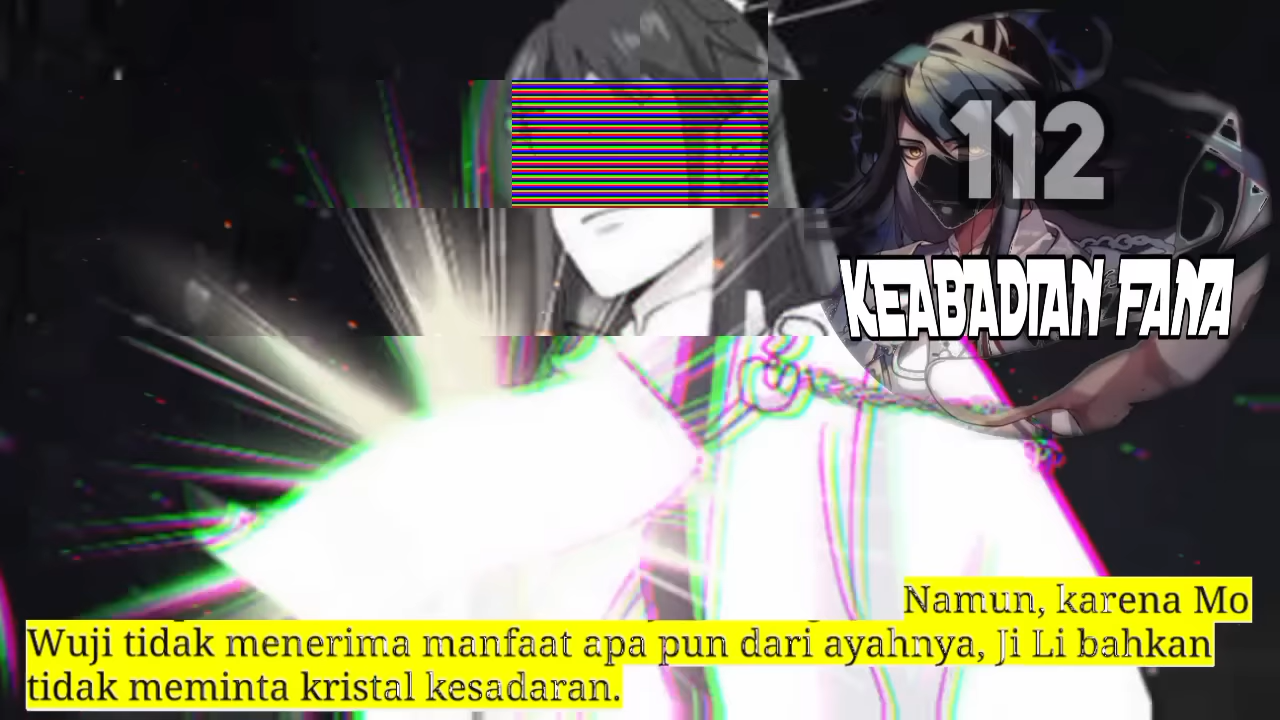 112
KEABADIAN FANA
Namun, karena Mo
Wuji tidak menerima manfaat apa pun dari ayahnya, Ji Li bahkan
tidak meminta kristal kesadaran.